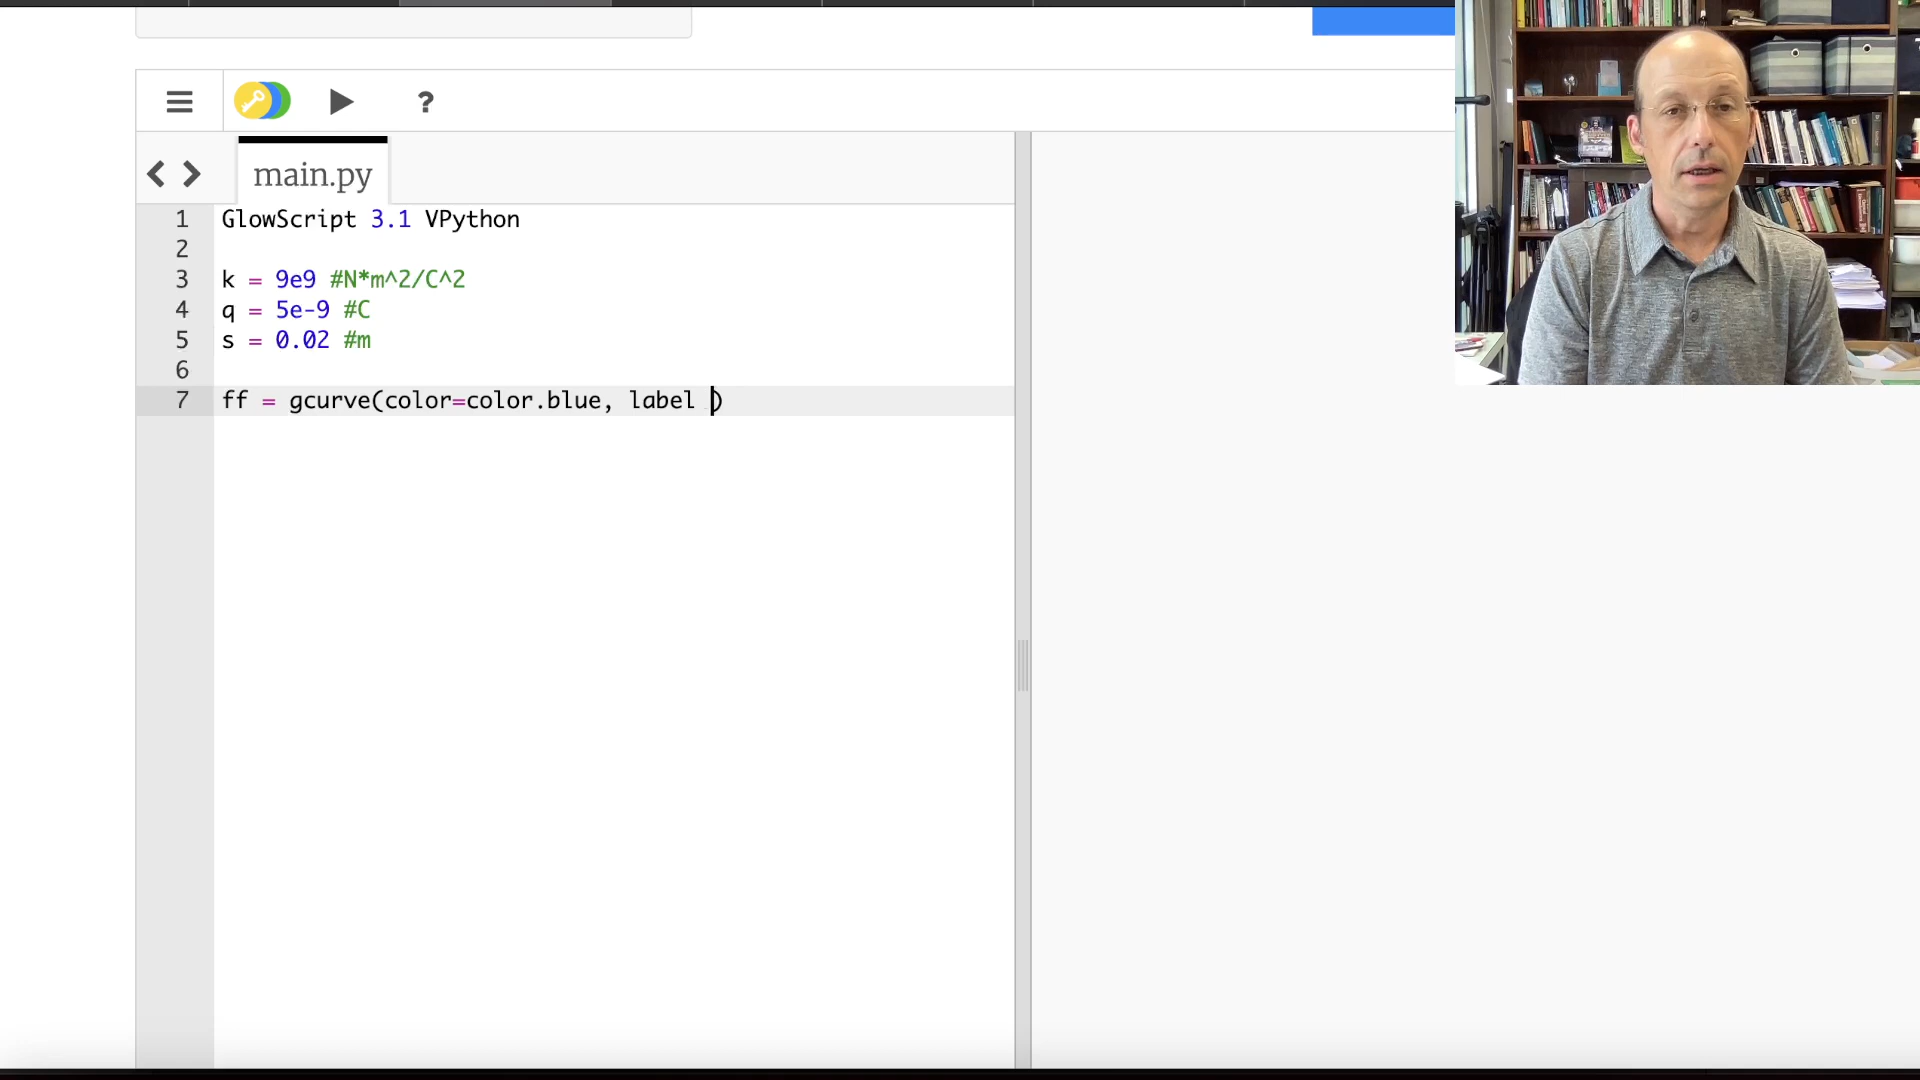 ?
main.py
1 GlowScript 3.1 VPython
2
3 k = 9e9 #N*m^2/C^2
4 q = 5e-9 #C
5 s = 0.02 #m
6
7 ff = gcurve(color=color.blue, label )